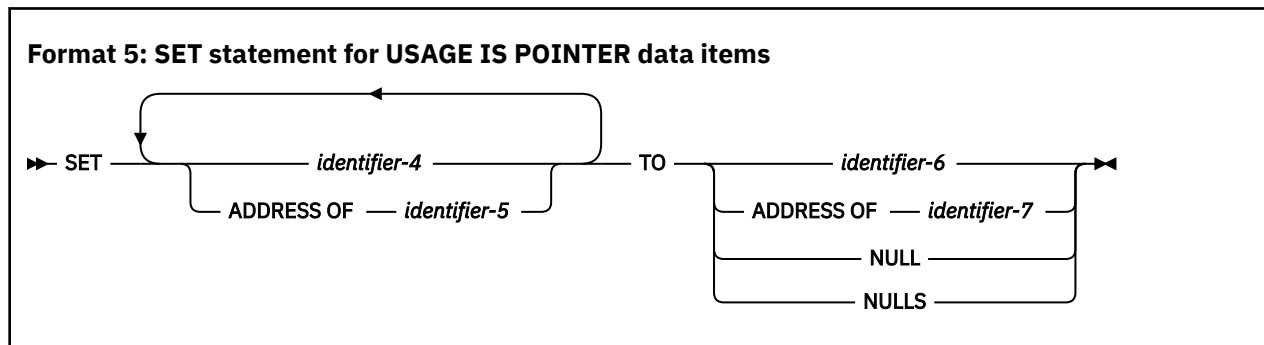 Format 5: SET statement for USAGE IS POINTER data items
SET identifier-4 TO identifier-6
ADDRESS OF identifier-5 ADDRESS OF identifier-7
NULL
NULLS